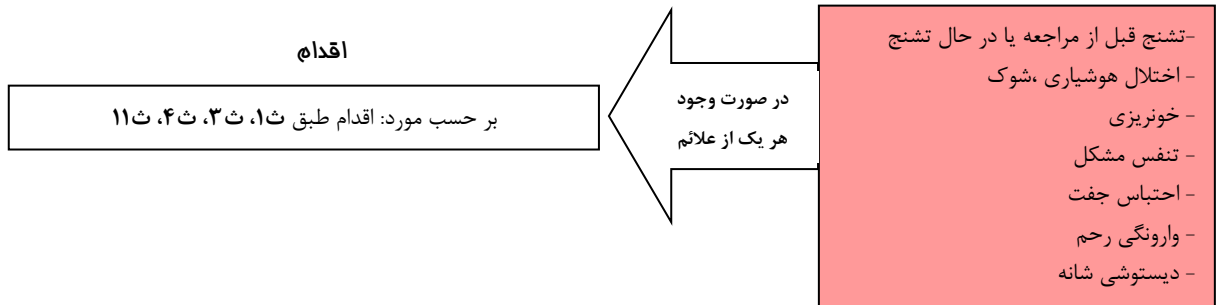 -تشنج قبل از مراجعه یا در حال تشنج
- اختلال هوشیاری ،شوک
- خونریزی
- تنفس مشکل
- احتباس جفت
- وارونگی رحم
- دیستوشی شانه
در صورت وجود
هر یک از علائم
اقدام
بر حسب مورد: اقدام طبق ث۱، ث۳، ث۴، ث۱۱